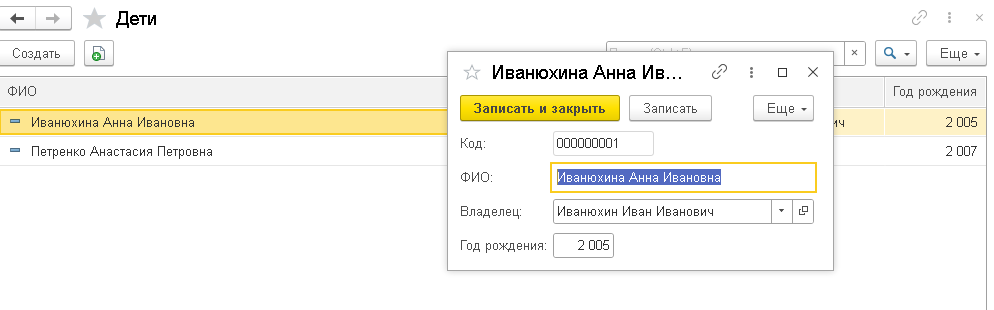 Дети
Создать
Еще
ФИО
Год рождения
Иванюхина Анна Ивановна
2 005
Петренко Анастасия Петровна
2 007
Иванюхина Анна Ив...
Записать и закрыть
Записать
Еще
Код:
000000001
ФИО:
Иванюхина Анна Ивановна
Владелец:
Иванюхин Иван Иванович
Год рождения:
2 005